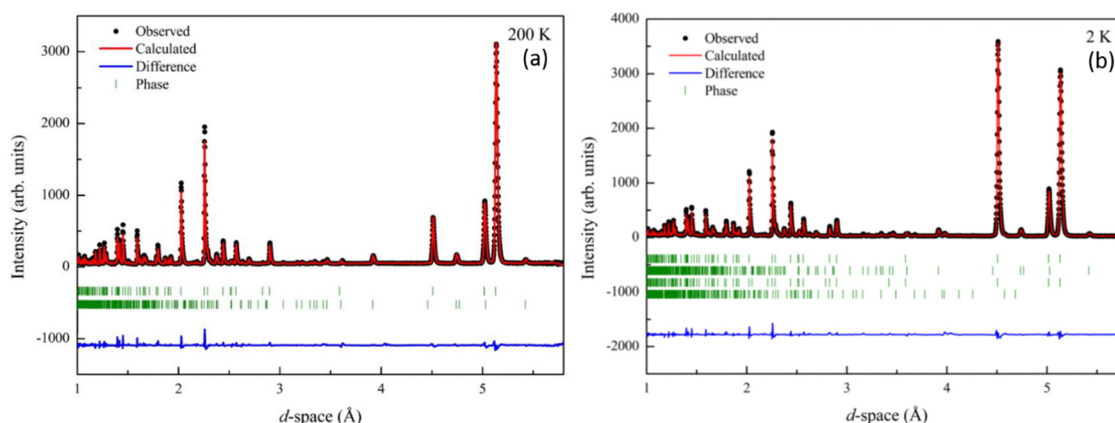 200 K
(a)
Observed
Calculated
Difference
Phase
3000
2000
1000
0
-1000
Intensity (arb. units)
1 2 3 4 5
d-space (Å)
2 K
(b)
Observed
Calculated
Difference
Phase
4000
3000
2000
1000
0
-1000
-2000
Intensity (arb. units)
1 2 3 4 5
d-space (Å)